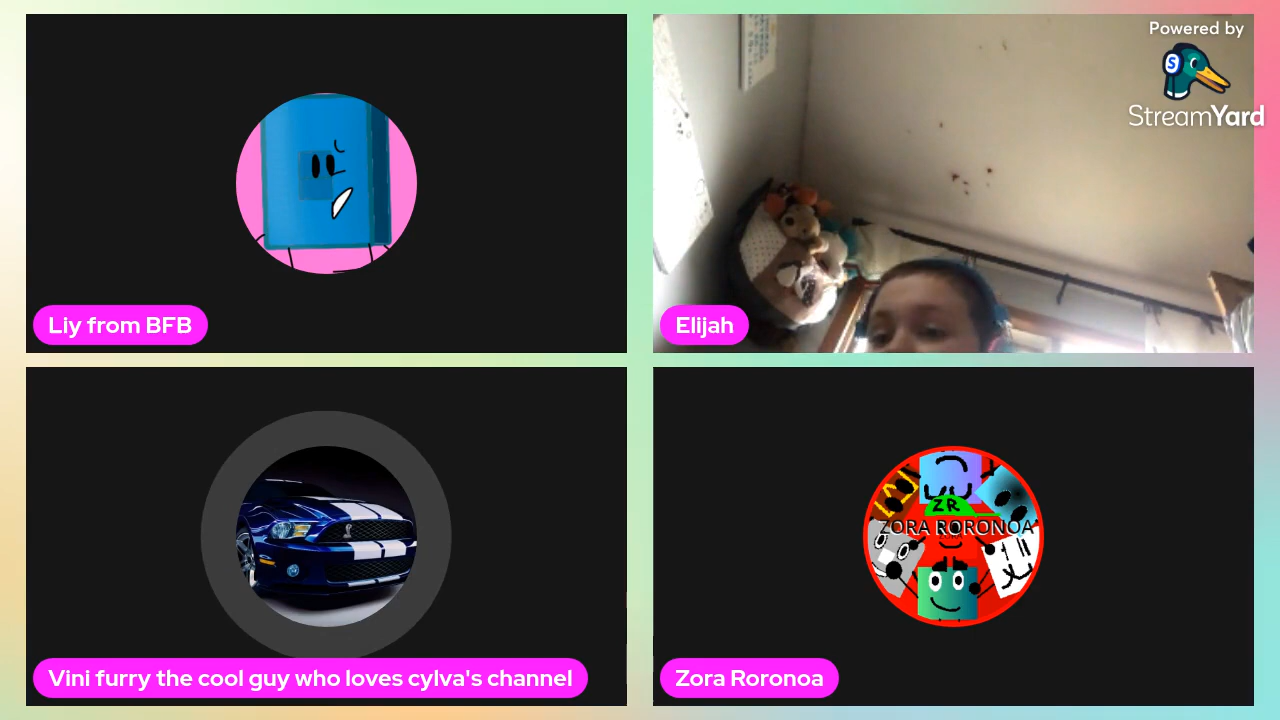 Powered by
S
StreamYard
Liy from BFB
Elijah
ZR
ZORA RORONOA
Vini furry the cool guy who loves cylva's channel
Zora Roronoa